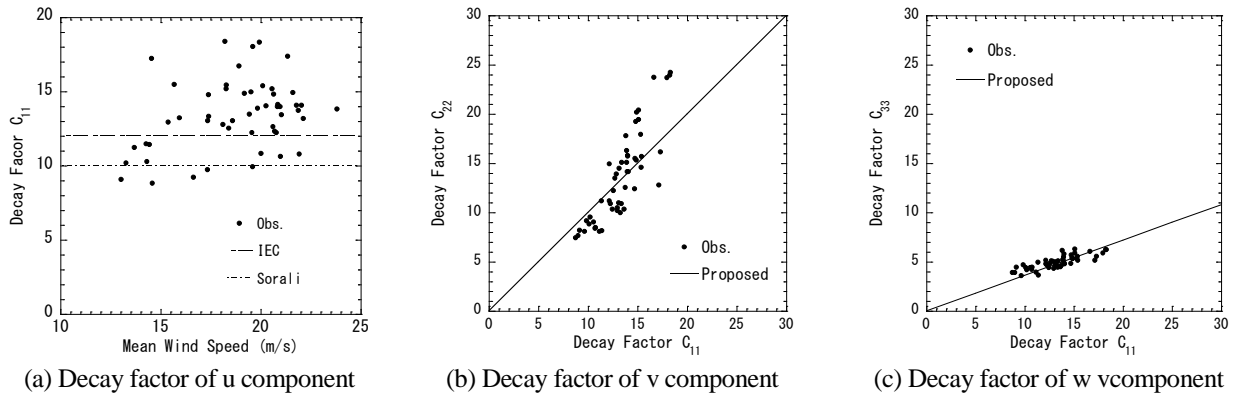 20
15
10
5
0
Decay Facor C11
10 15 20 25
Mean Wind Speed (m/s)
Obs.
IEC
Sorali
(a) Decay factor of u component
30
25
20
15
10
5
0
Decay Factor C22
0 5 10 15 20 25 30
Decay Factor C11
Obs.
Proposed
(b) Decay factor of v component
30
25
20
15
10
5
0
Decay Factor C33
0 5 10 15 20 25 30
Decay Factor C11
Obs.
Proposed
(c) Decay factor of w vcomponent